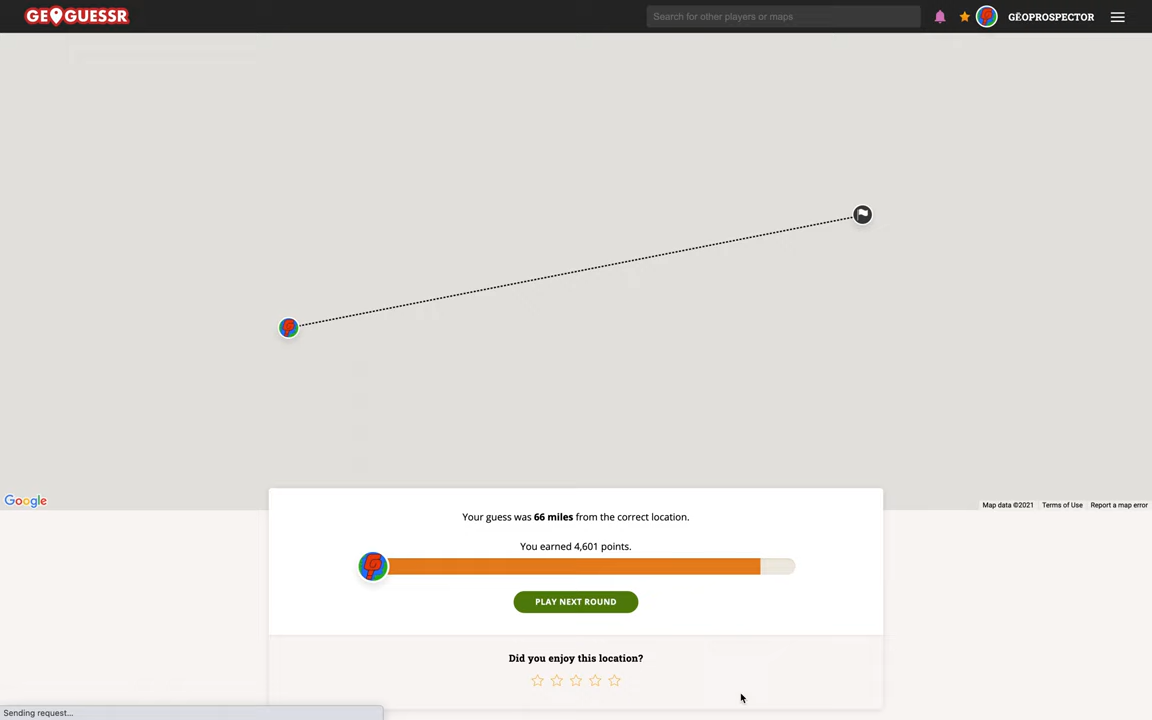 GEOGUESSR
Search for other players or maps
GĒOPROSPECTOR
Google
Map data ©2021
Terms of Use
Report a map error
Your guess was 66 miles from the correct location.
You earned 4,601 points.
PLAY NEXT ROUND
Did you enjoy this location?
Sending request...